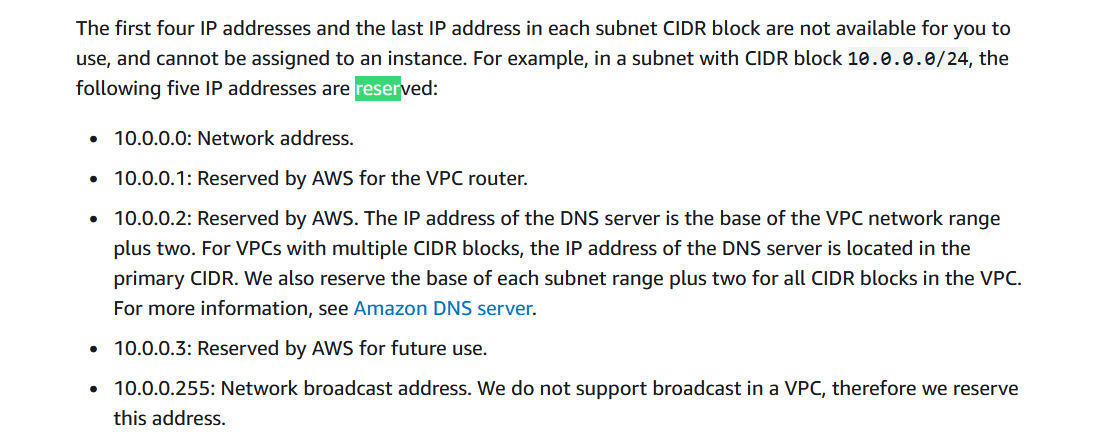 The first four IP addresses and the last IP address in each subnet CIDR block are not available for you to
use, and cannot be assigned to an instance. For example, in a subnet with CIDR block 10.0.0.0/24, the
following five IP addresses are reserved:
• 10.0.0.0: Network address.
• 10.0.0.1: Reserved by AWS for the VPC router.
• 10.0.0.2: Reserved by AWS. The IP address of the DNS server is the base of the VPC network range
plus two. For VPCs with multiple CIDR blocks, the IP address of the DNS server is located in the
primary CIDR. We also reserve the base of each subnet range plus two for all CIDR blocks in the VPC.
For more information, see Amazon DNS server.
• 10.0.0.3: Reserved by AWS for future use.
• 10.0.0.255: Network broadcast address. We do not support broadcast in a VPC, therefore we reserve
this address.